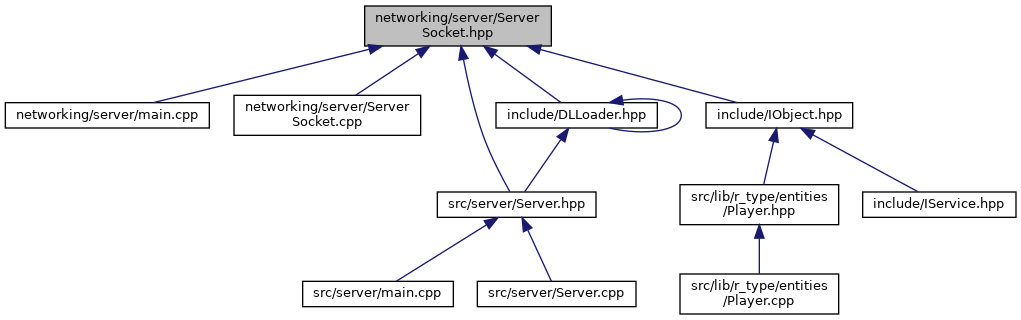 networking/server/Server
Socket.hpp
networking/server/main.cpp
networking/server/Server
Socket.cpp
include/DLLoader.hpp
include/IObject.hpp
src/server/Server.hpp
src/lib/r_type/entities
/Player.hpp
include/IService.hpp
src/server/main.cpp
src/server/Server.cpp
src/lib/r_type/entities
/Player.cpp